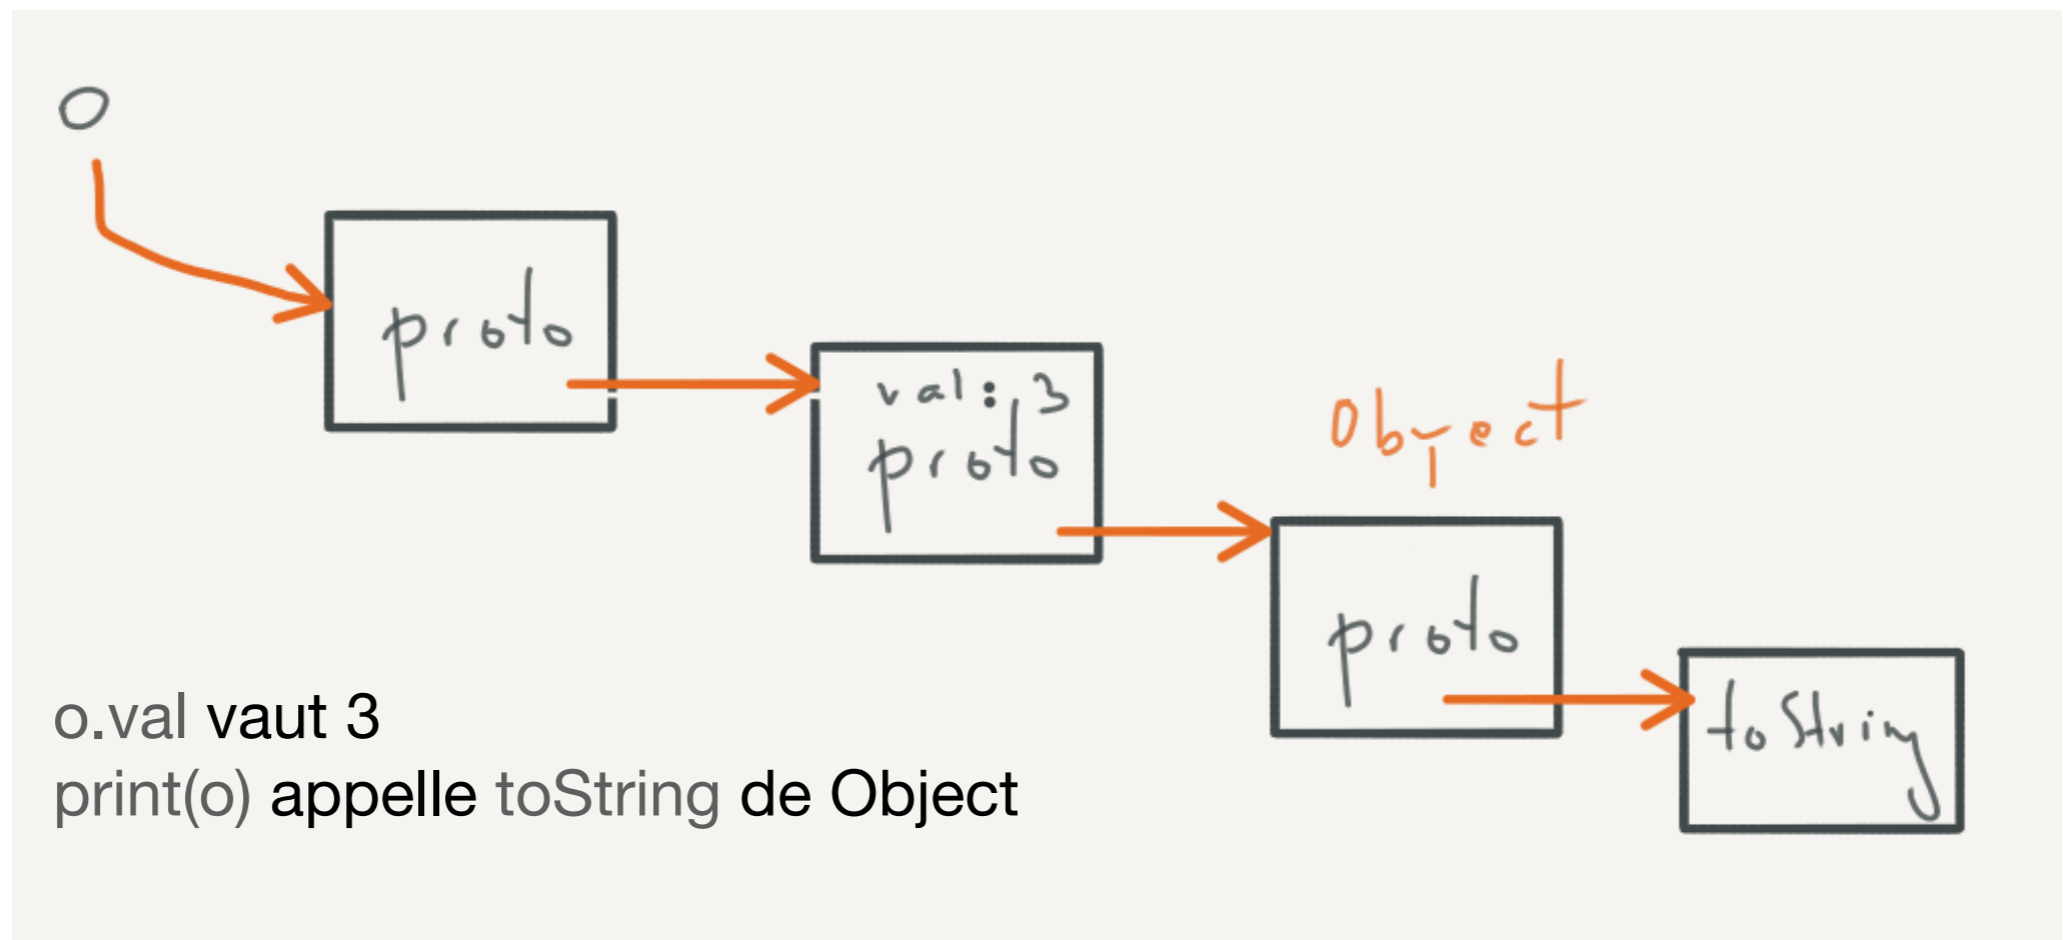 o
proto
val: 3
proto
Object
proto
toString
o.val vaut 3
print(o) appelle toString de Object